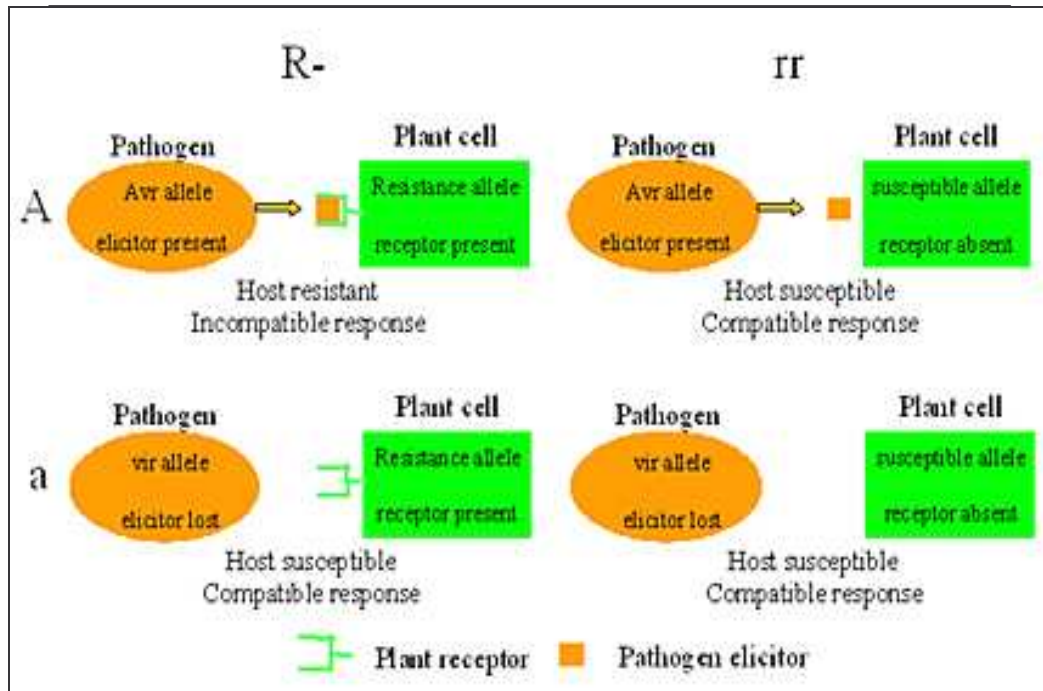 R-
rr
Pathogen
Plant cell
Pathogen
Plant cell
A
Avr allele
elicitor present
Resistance allele
receptor present
Avr allele
elicitor present
susceptible allele
receptor absent
Host resistant
Incompatible response
Host susceptible
Compatible response
Pathogen
Plant cell
Pathogen
Plant cell
a
vir allele
elicitor lost
Resistance allele
receptor present
vir allele
elicitor lost
susceptible allele
receptor absent
Host susceptible
Compatible response
Host susceptible
Compatible response
Plant receptor
Pathogen elicitor